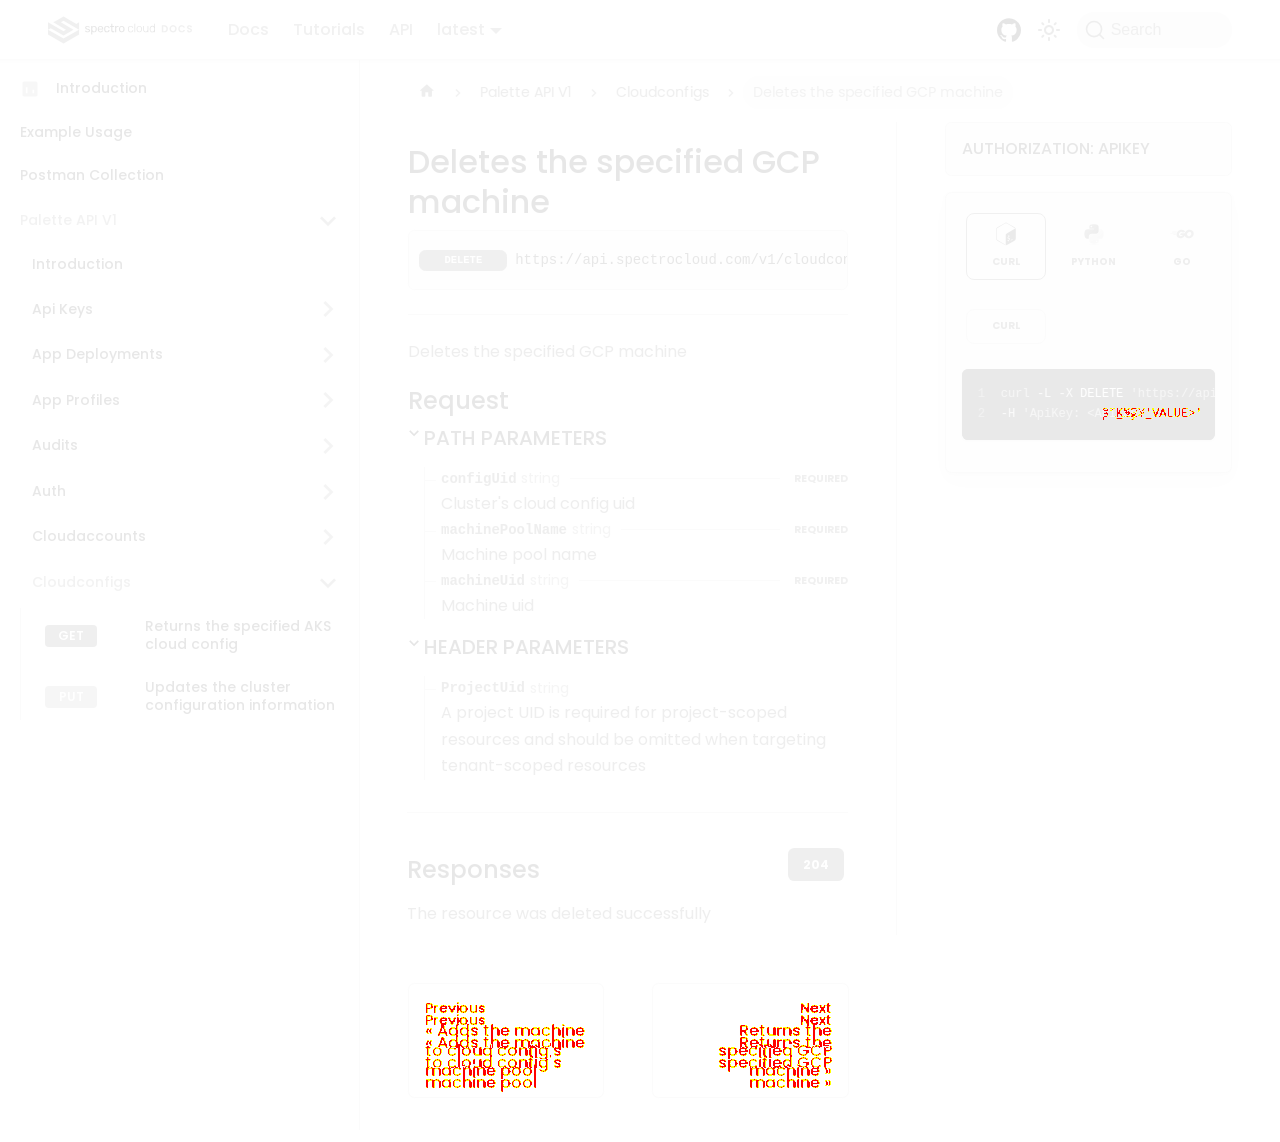 spectro cloud DOCS
Docs Tutorials API latest Search
Introduction
Example Usage
Postman Collection
Palette API V1
Introduction
Api Keys
App Deployments
App Profiles
Audits
Auth
Cloudaccounts
Cloudconfigs
GET Returns the specified AKS
cloud config
PUT Updates the cluster
configuration information
Palette API V1 Cloudconfigs Deletes the specified GCP machine
Deletes the specified GCP
machine
DELETE https://api.spectrocloud.com/v1/cloudcon
Deletes the specified GCP machine
Request
PATH PARAMETERS
configUid string REQUIRED
Cluster's cloud config uid
machinePoolName string REQUIRED
Machine pool name
machineUid string REQUIRED
Machine uid
HEADER PARAMETERS
ProjectUid string
A project UID is required for project-scoped
resources and should be omitted when targeting
tenant-scoped resources
Responses 204
The resource was deleted successfully
Previous
« Adds the machine
to cloud config's
machine pool
Next
Returns the
specified GCP
machine »
AUTHORIZATION: APIKEY
CURL PYTHON GO
CURL
1 curl -L -X DELETE 'https://api
2 -H 'ApiKey: VALUE>'